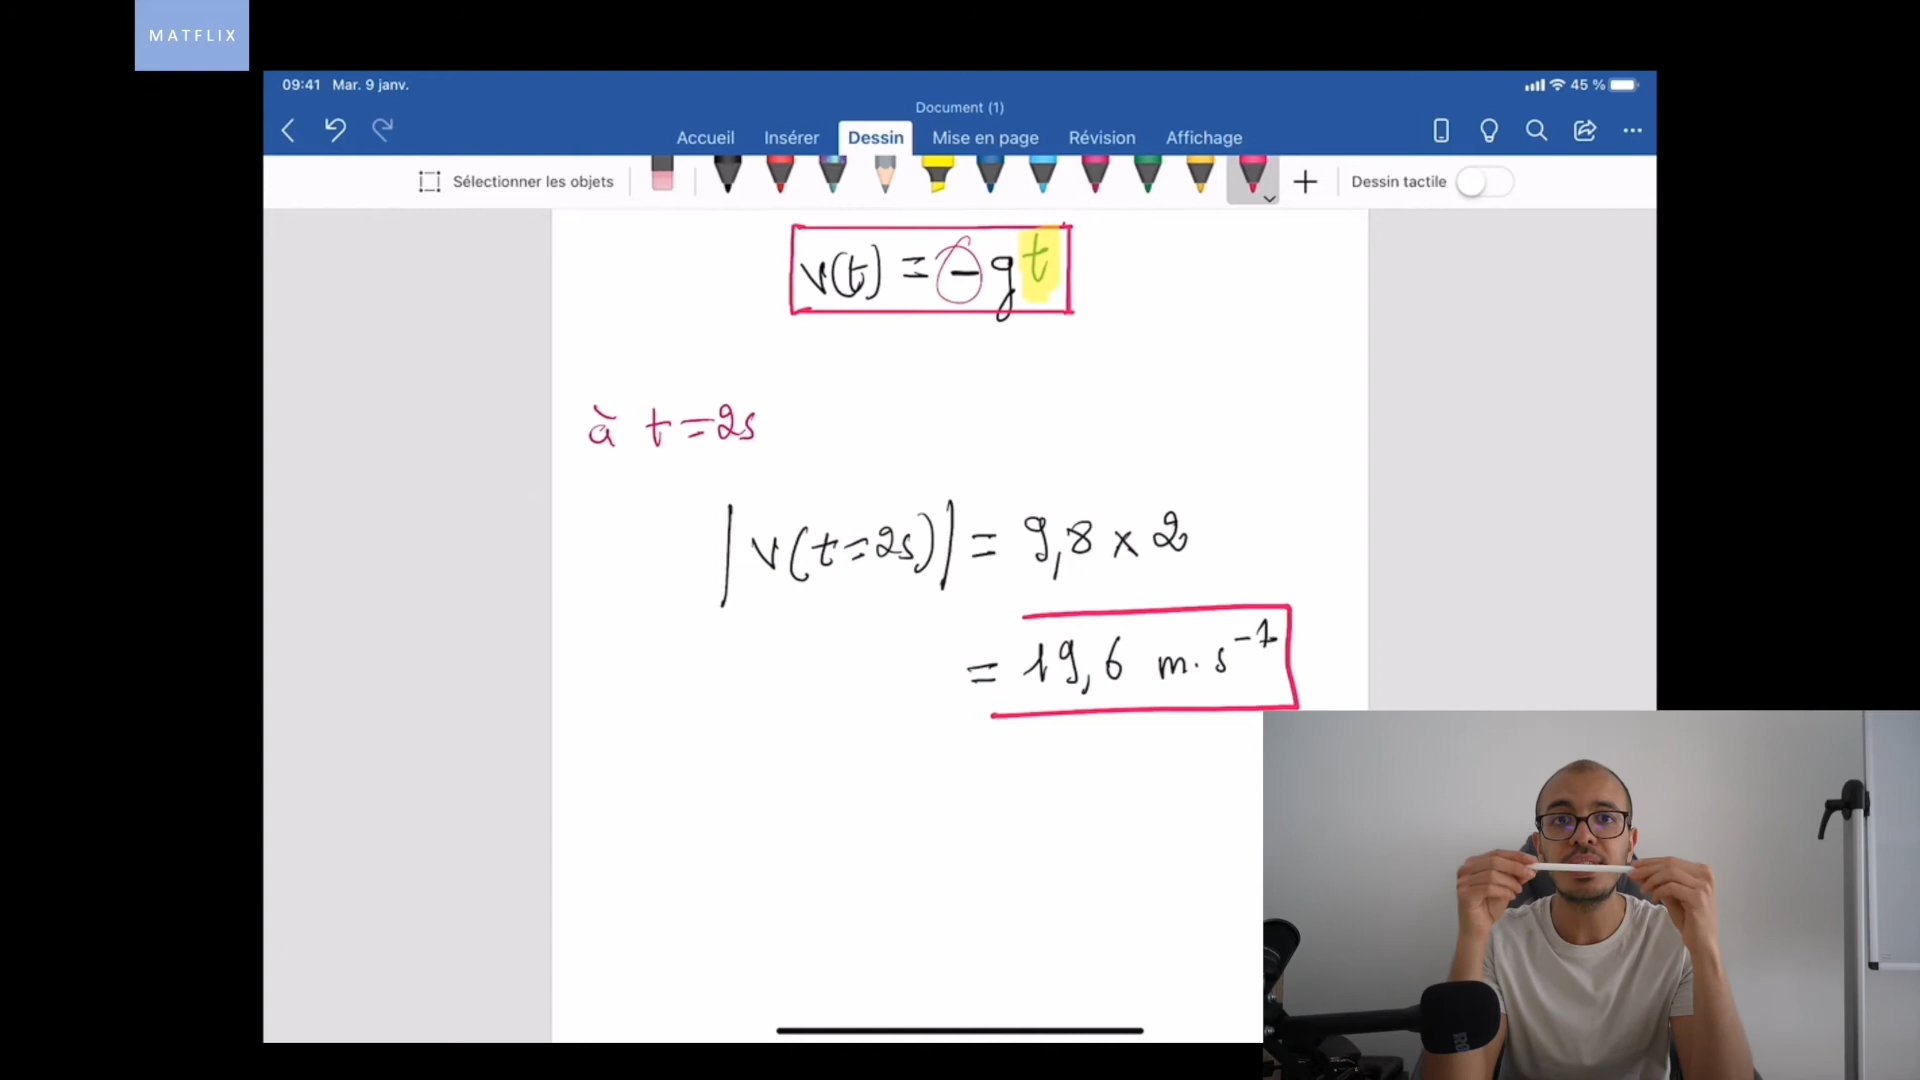 MATFLIX
09:41 Mar. 9 janv.
45 %
Document (1)
Accueil Insérer Dessin Mise en page Révision Affichage
Sélectionner les objets
Dessin tactile
v(t) = - g t
à t = 2s
|v(t=2s)| = 9,8 × 2
= 19,6 m·s⁻¹